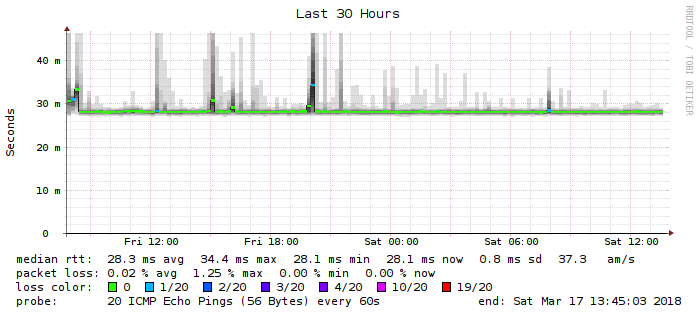 Last 30 Hours
RRDTOOL / TOBI OETIKER
Seconds
40 m
30 m
20 m
10 m
0
Fri 12:00 Fri 18:00 Sat 00:00 Sat 06:00 Sat 12:00
median rtt: 28.3 ms avg 34.4 ms max 28.1 ms min 28.1 ms now 0.8 ms sd 37.3 am/s
packet loss: 0.02 % avg 1.25 % max 0.00 % min 0.00 % now
loss color: 0 1/20 2/20 3/20 4/20 10/20 19/20
probe: 20 ICMP Echo Pings (56 Bytes) every 60s end: Sat Mar 17 13:45:03 2018